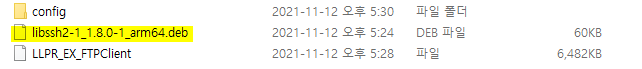 config 2021-11-12 오후 5:30 파일 폴더
libssh2-1_1.8.0-1_arm64.deb 2021-11-12 오후 5:24 DEB 파일 60KB
LLPR_EX_FTPClient 2021-11-12 오후 5:28 파일 6,482KB